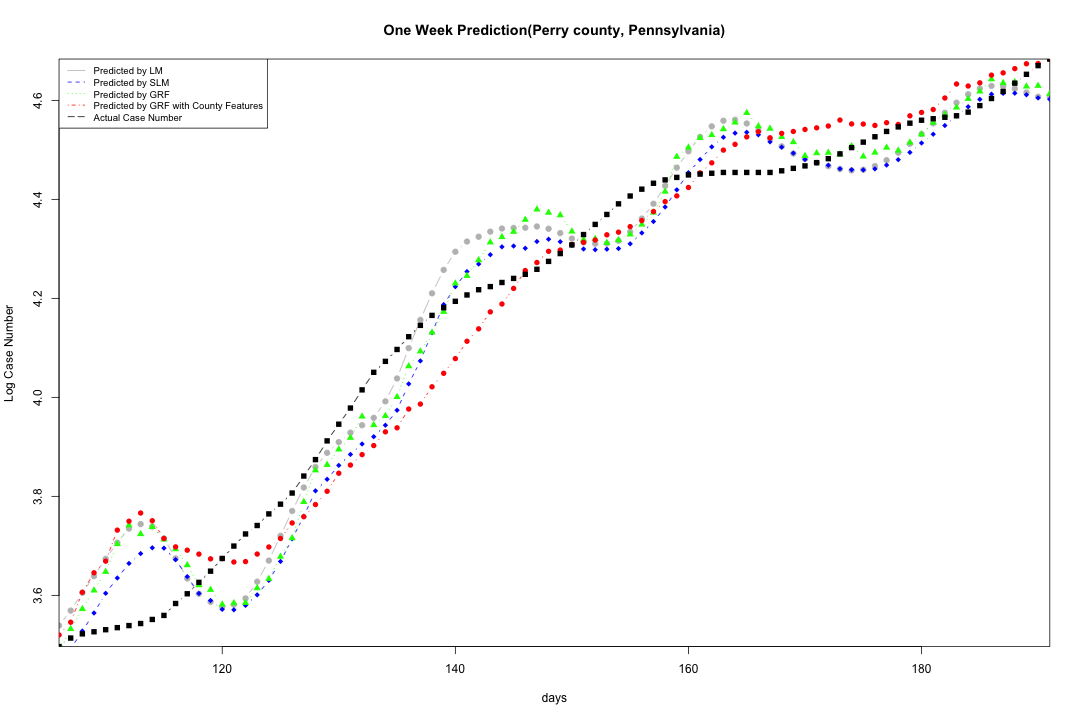 One Week Prediction(Perry county, Pennsylvania)
Predicted by LM
Predicted by SLM
Predicted by GRF
Predicted by GRF with County Features
Actual Case Number
Log Case Number
4.6
4.4
4.2
4.0
3.8
3.6
120 140 160 180
days